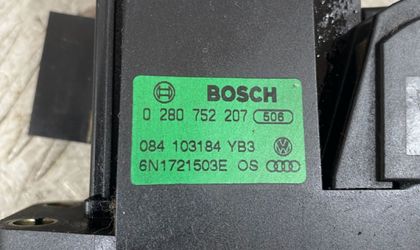 BOSCH
0 280 752 207 506
084 103184 YB3
6N1721503E OS